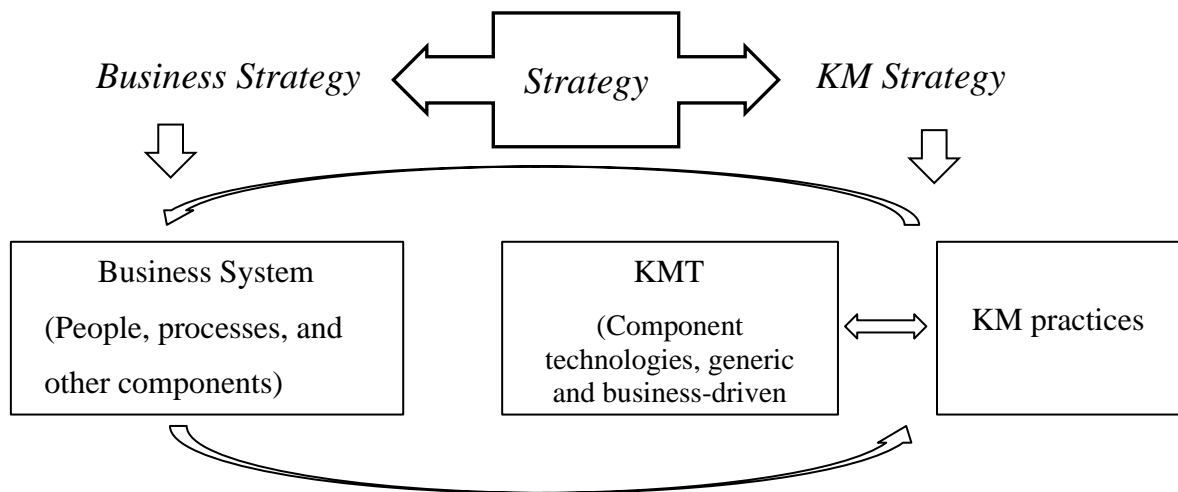 Business Strategy
Strategy
KM Strategy
Business System
(People, processes, and
other components)
KMT
(Component
technologies, generic
and business-driven
KM practices